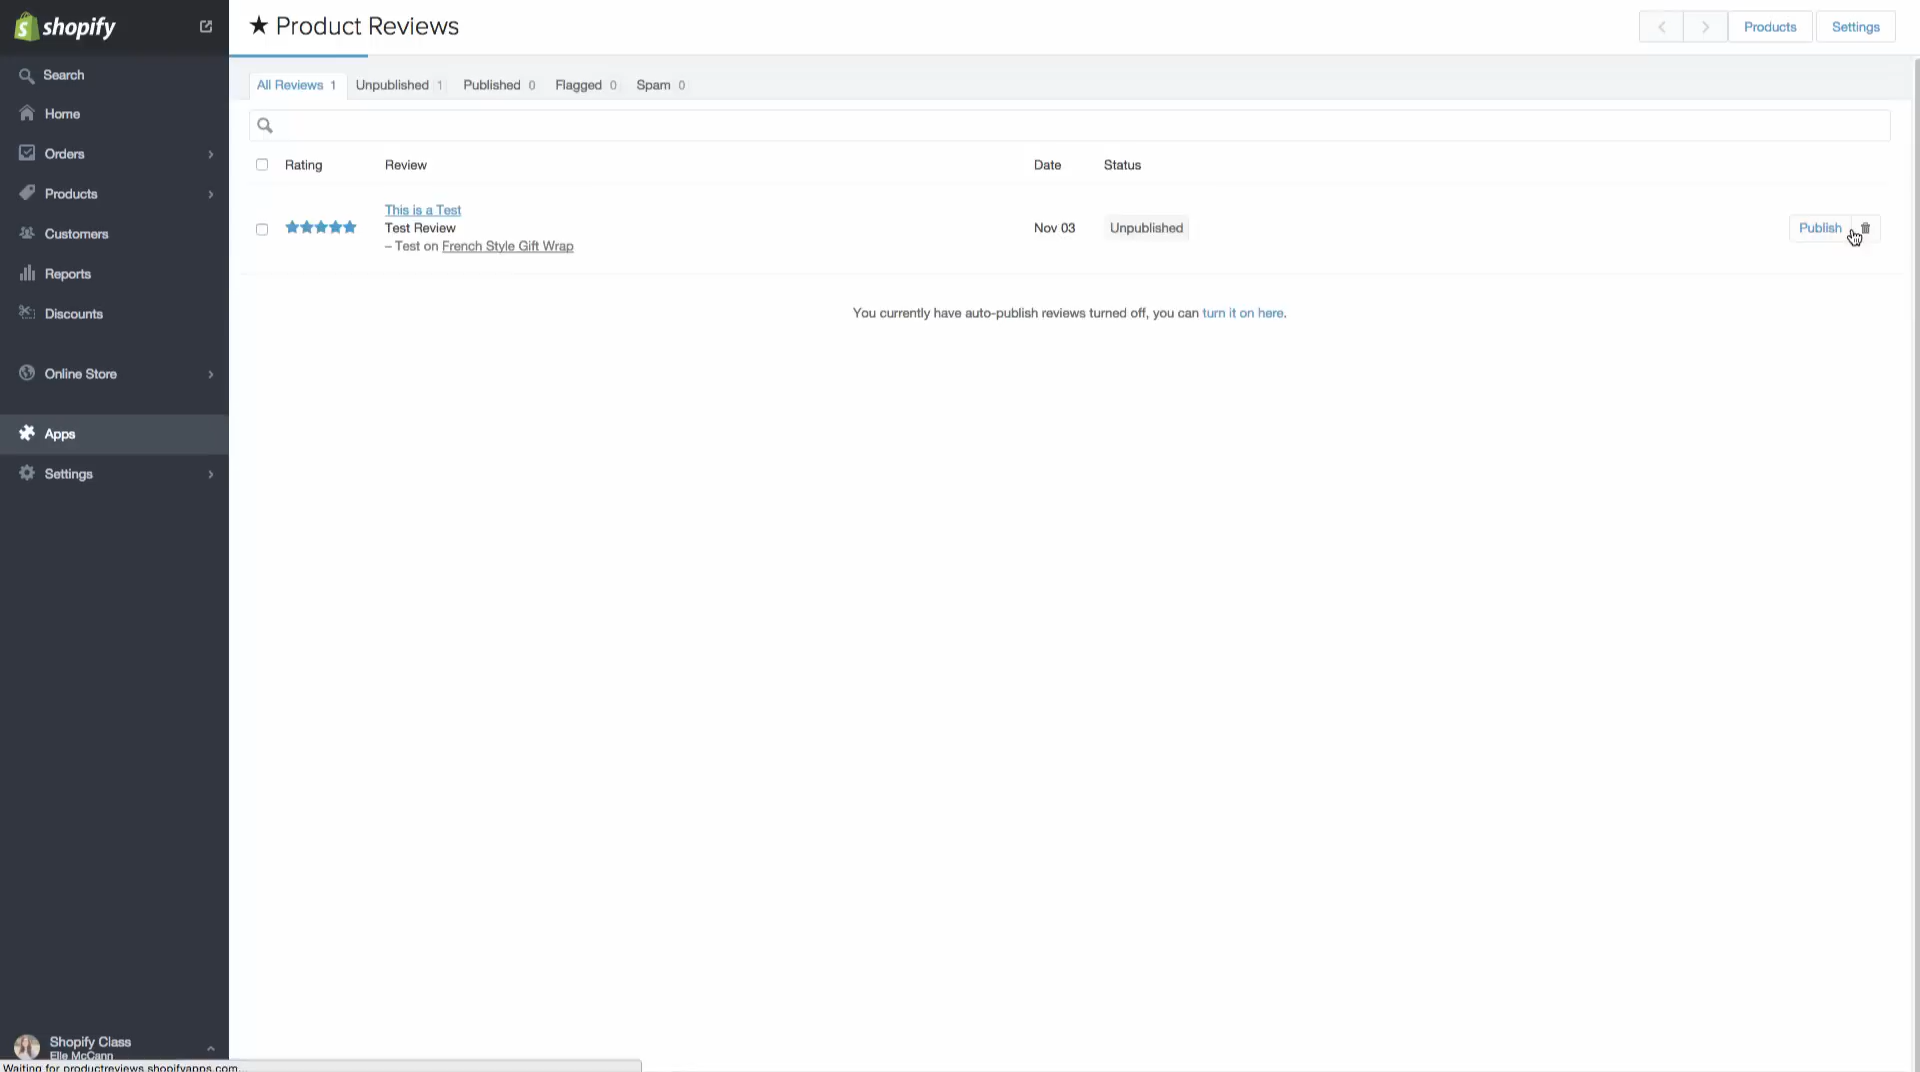 shopify
★ Product Reviews
Products
Settings
Search
Home
Orders
Products
Customers
Reports
Discounts
Online Store
Apps
Settings
All Reviews 1
Unpublished 1
Published 0
Flagged 0
Spam 0
Rating
Review
Date
Status
This is a Test
Test Review
– Test on French Style Gift Wrap
Nov 03
Unpublished
Publish
You currently have auto-publish reviews turned off, you can turn it on here.
Shopify Class
Elle McCann
Waiting for productreviews.shopifyapps.com...